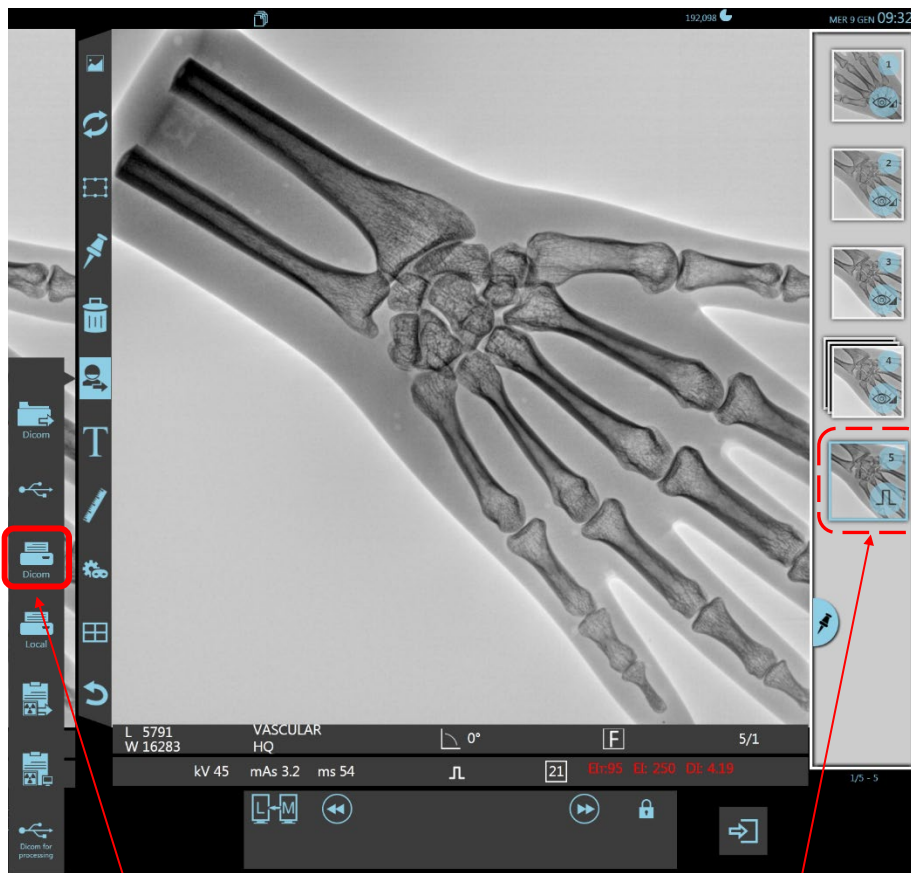 192,098
MER 9 GEN 09:32
1
2
3
4
5
Dicom
T
Dicom
Local
Dicom for
processing
L 5791
W 16283
VASCULAR
HQ
0°
F
5/1
kV 45 mAs 3.2 ms 54
21
EIt:95 EI: 250 DI: 4.19
1/5 - 5
L M